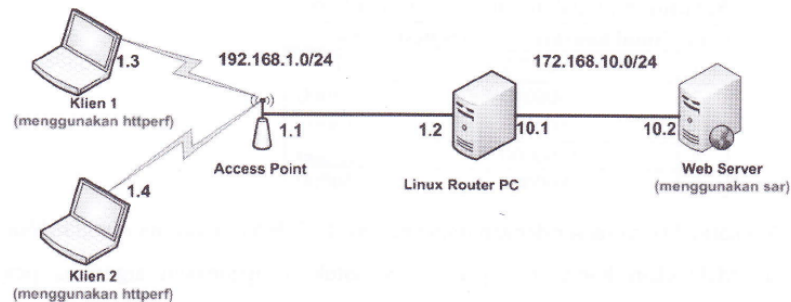 1.3
192.168.1.0/24
172.168.10.0/24
Klien 1
(menggunakan httperf)
1.1
1.2
10.1
10.2
Access Point
Linux Router PC
Web Server
(menggunakan sar)
1.4
Klien 2
(menggunakan httperf)